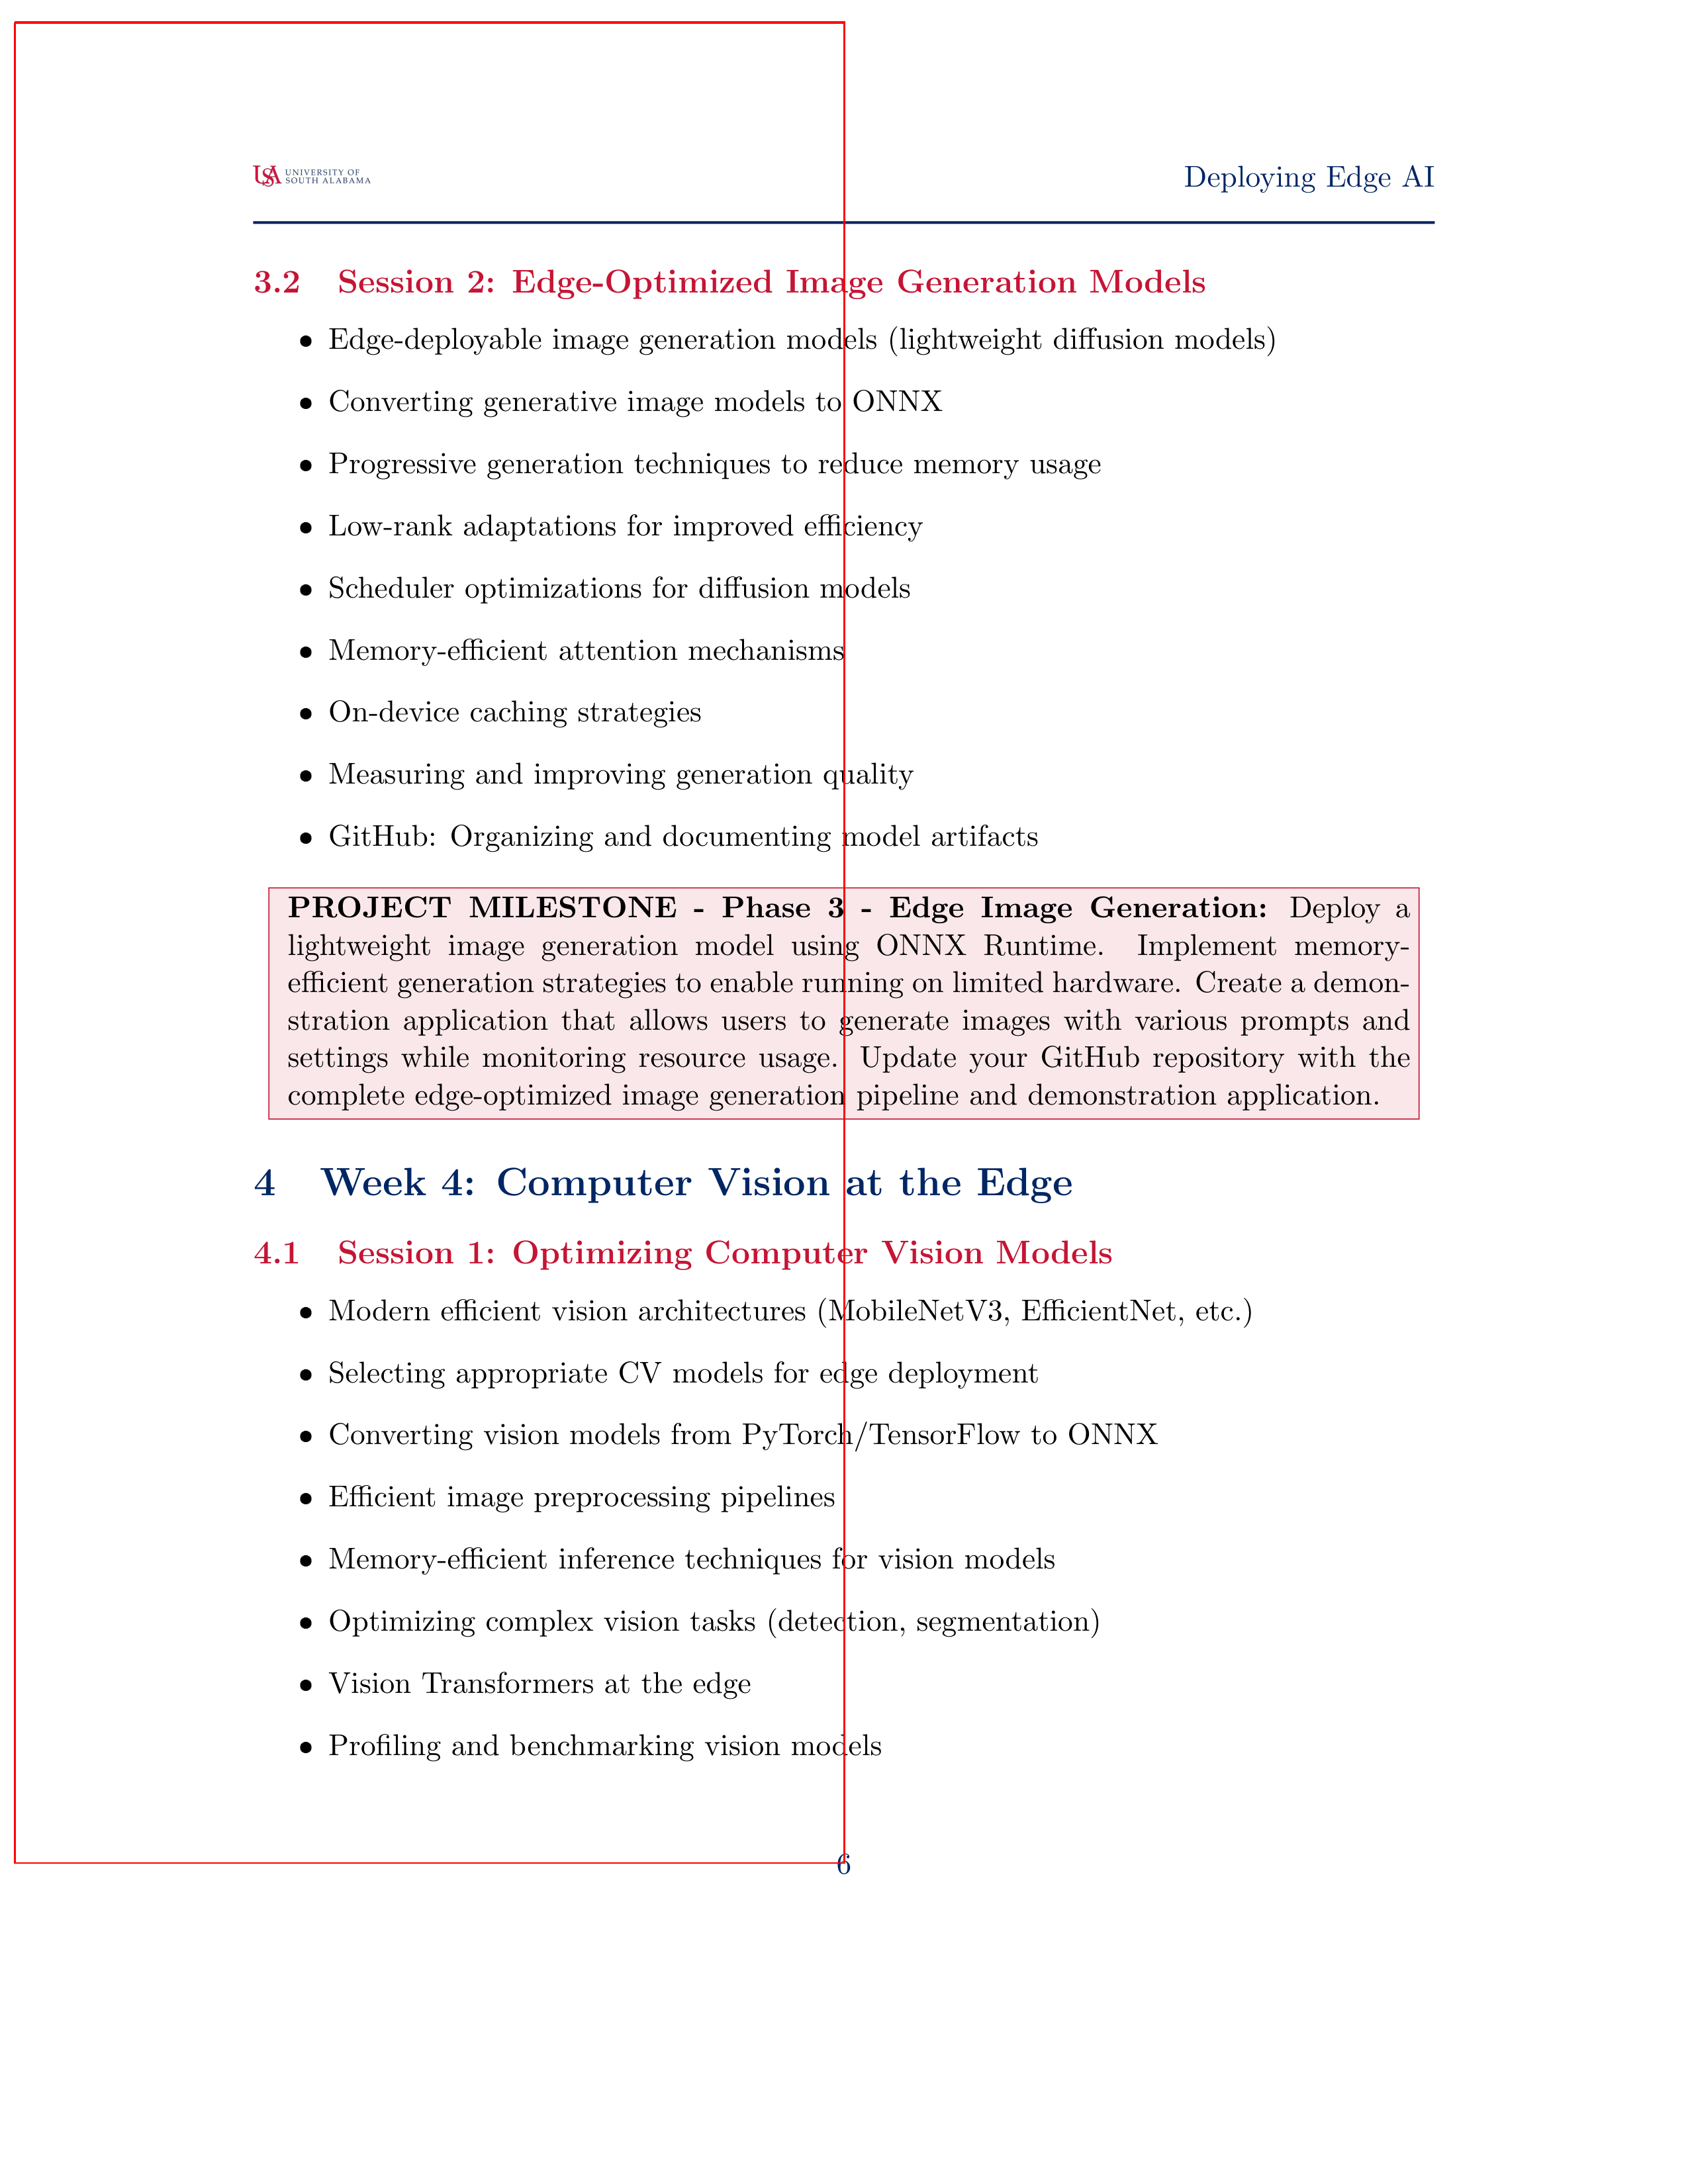 USA UNIVERSITY OF
SOUTH ALABAMA
Deploying Edge AI
3.2 Session 2: Edge-Optimized Image Generation Models
• Edge-deployable image generation models (lightweight diffusion models)
• Converting generative image models to ONNX
• Progressive generation techniques to reduce memory usage
• Low-rank adaptations for improved efficiency
• Scheduler optimizations for diffusion models
• Memory-efficient attention mechanisms
• On-device caching strategies
• Measuring and improving generation quality
• GitHub: Organizing and documenting model artifacts
PROJECT MILESTONE - Phase 3 - Edge Image Generation: Deploy a
lightweight image generation model using ONNX Runtime. Implement memory-
efficient generation strategies to enable running on limited hardware. Create a demon-
stration application that allows users to generate images with various prompts and
settings while monitoring resource usage. Update your GitHub repository with the
complete edge-optimized image generation pipeline and demonstration application.
4 Week 4: Computer Vision at the Edge
4.1 Session 1: Optimizing Computer Vision Models
• Modern efficient vision architectures (MobileNetV3, EfficientNet, etc.)
• Selecting appropriate CV models for edge deployment
• Converting vision models from PyTorch/TensorFlow to ONNX
• Efficient image preprocessing pipelines
• Memory-efficient inference techniques for vision models
• Optimizing complex vision tasks (detection, segmentation)
• Vision Transformers at the edge
• Profiling and benchmarking vision models
6